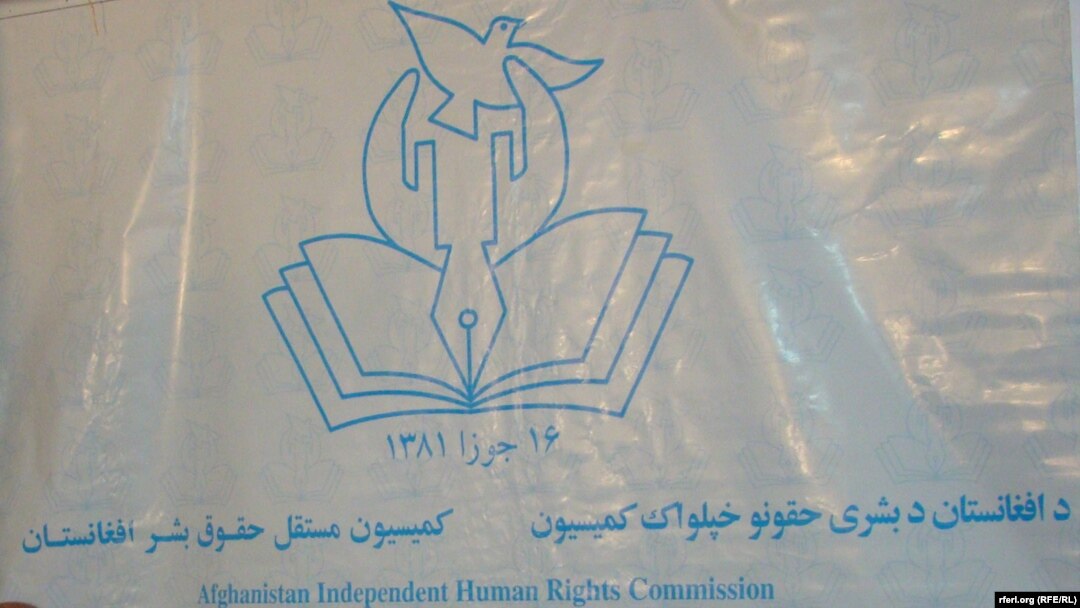 ۱۶ جوزا ۱۳۸۱
د افغانستان د بشری حقونو خپلواک کمیسیون
کمیسیون مستقل حقوق بشر افغانستان
Afghanistan Independent Human Rights Commission
rferl.org (RFE/RL)